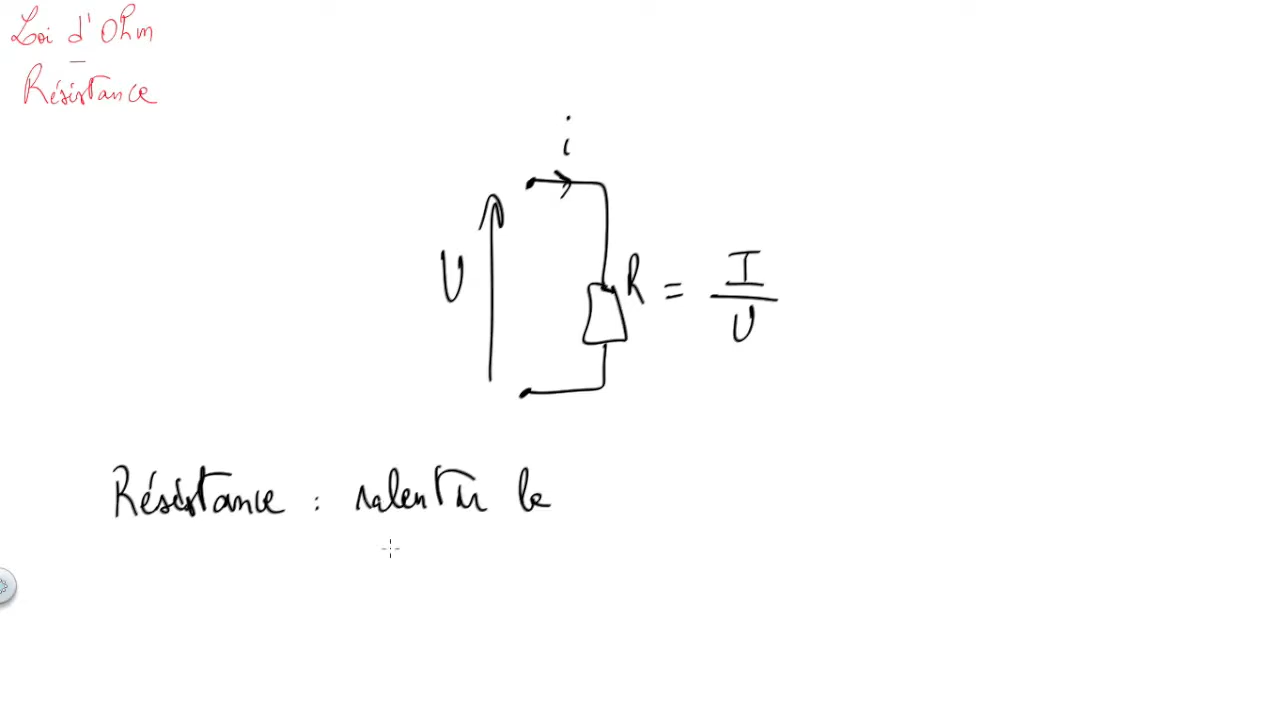 Loi d'Ohm
Résistance
i
U
R = I / U
Résistance : ralentir le